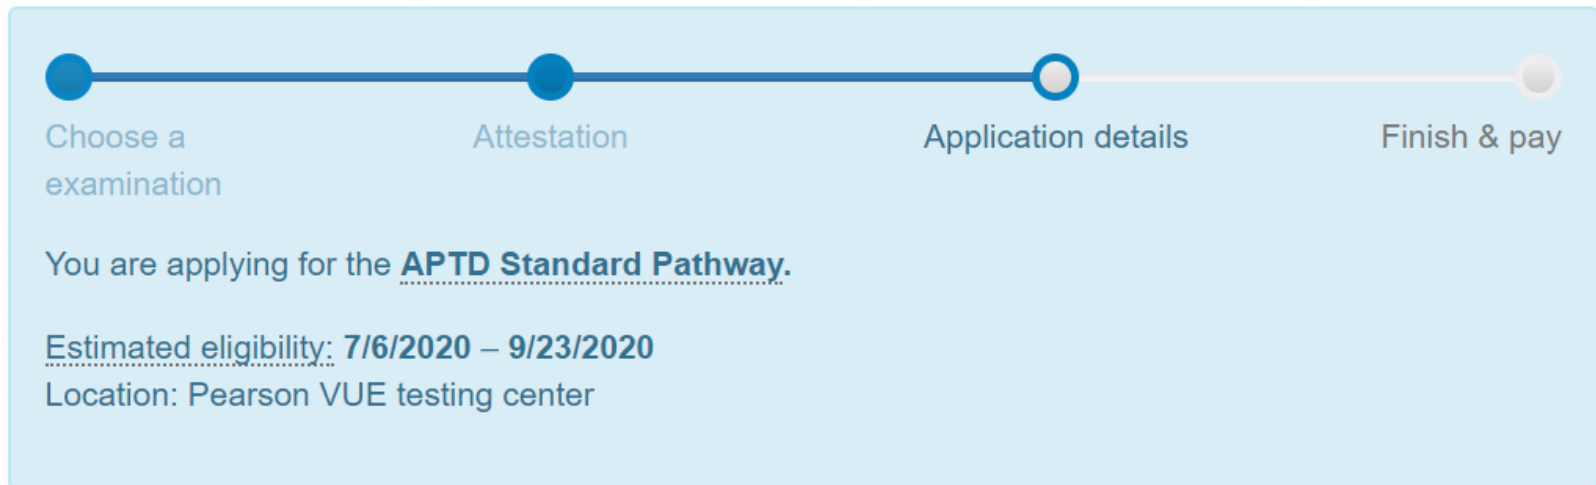 Choose a
examination
Attestation
Application details
Finish & pay
You are applying for the APTD Standard Pathway.
Estimated eligibility: 7/6/2020 – 9/23/2020
Location: Pearson VUE testing center